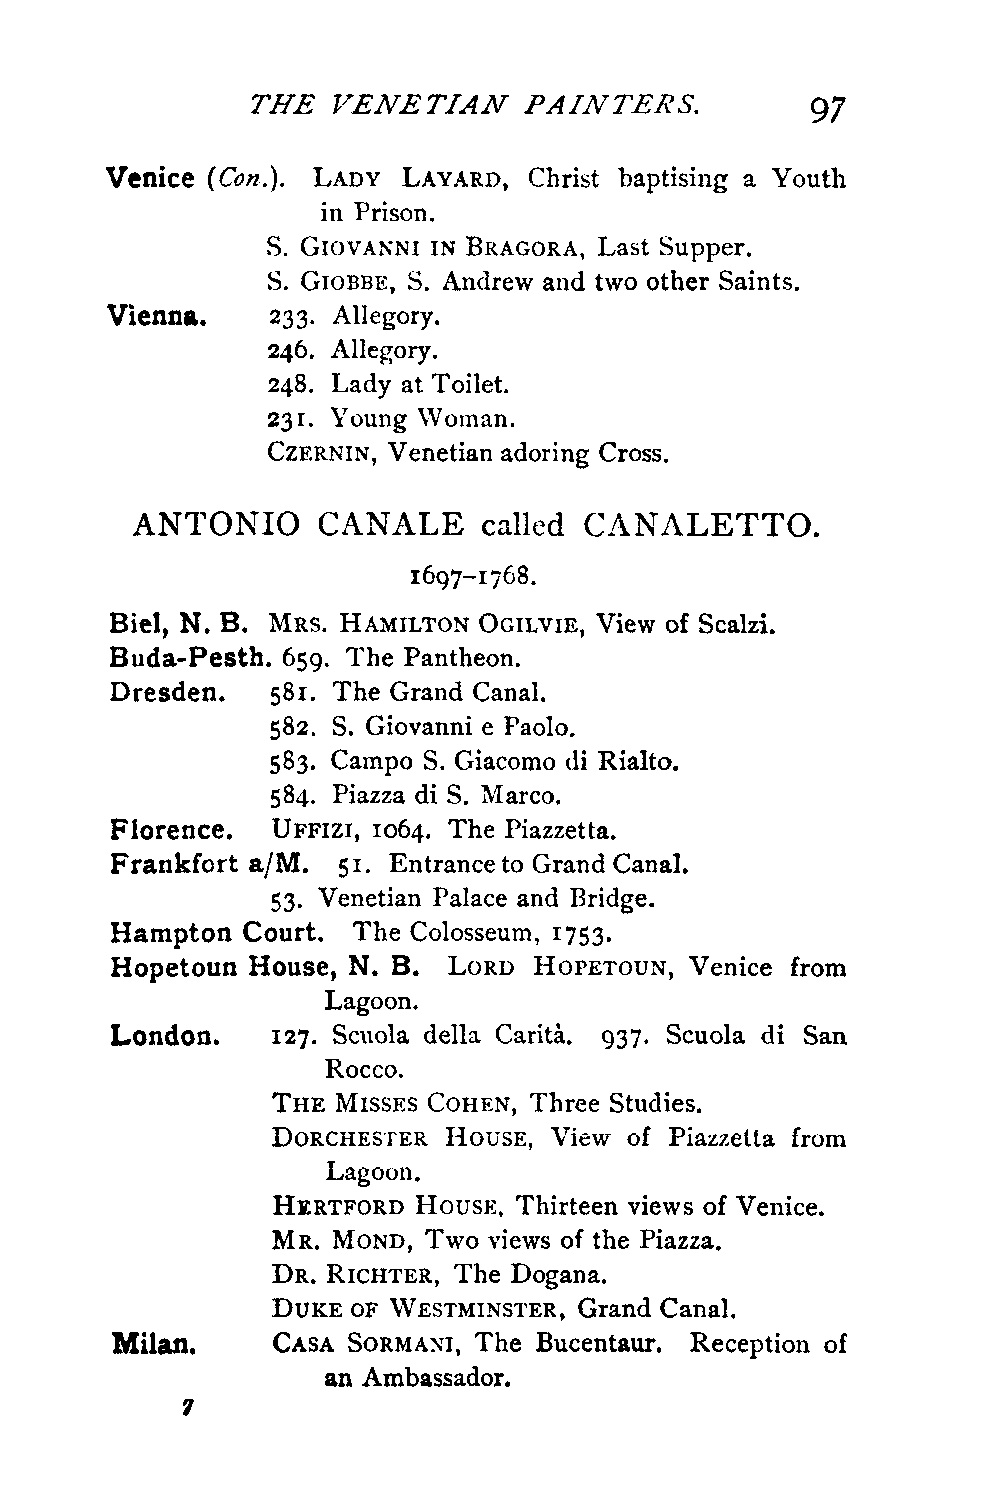 THE VENETIAN PAINTERS. 97
Venice (Con.). LADY LAYARD, Christ baptising a Youth
in Prison.
S. GIOVANNI IN BRAGORA, Last Supper.
S. GIOBBE, S. Andrew and two other Saints.
Vienna. 233. Allegory.
246. Allegory.
248. Lady at Toilet.
231. Young Woman.
CZERNIN, Venetian adoring Cross.
ANTONIO CANALE called CANALETTO.
1697–1768.
Biel, N. B. MRS. HAMILTON OGILVIE, View of Scalzi.
Buda-Pesth. 659. The Pantheon.
Dresden. 581. The Grand Canal.
582. S. Giovanni e Paolo.
583. Campo S. Giacomo di Rialto.
584. Piazza di S. Marco.
Florence. UFFIZI, 1064. The Piazzetta.
Frankfort a/M. 51. Entrance to Grand Canal.
53. Venetian Palace and Bridge.
Hampton Court. The Colosseum, 1753.
Hopetoun House, N. B. LORD HOPETOUN, Venice from
Lagoon.
London. 127. Scuola della Carità. 937. Scuola di San
Rocco.
THE MISSES COHEN, Three Studies.
DORCHESTER HOUSE, View of Piazzetta from
Lagoon.
HERTFORD HOUSE, Thirteen views of Venice.
MR. MOND, Two views of the Piazza.
DR. RICHTER, The Dogana.
DUKE OF WESTMINSTER, Grand Canal.
Milan. CASA SORMANI, The Bucentaur. Reception of
an Ambassador.
7